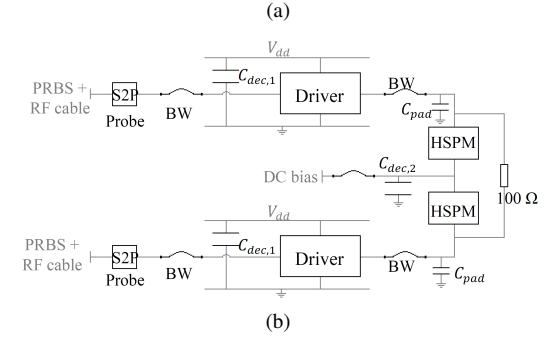 (a)
V_dd
PRBS +
RF cable
S2P
Probe
BW
C_dec,1
Driver
BW
C_pad
HSPM
DC bias
C_dec,2
100 Ω
HSPM
V_dd
PRBS +
RF cable
S2P
Probe
BW
C_dec,1
Driver
BW
C_pad
(b)